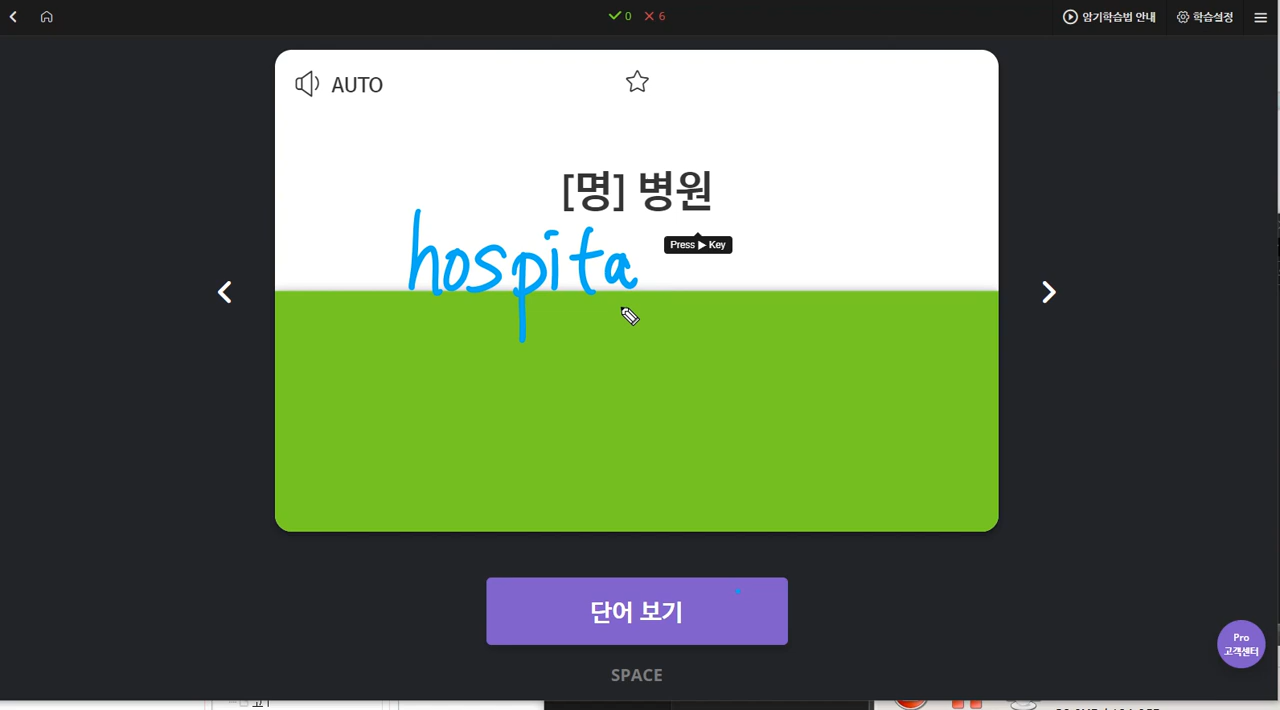 0 6 암기학습법 안내 학습설정
AUTO
[명] 병원
Press ▶ Key
hospita
단어 보기
SPACE
Pro
고객센터